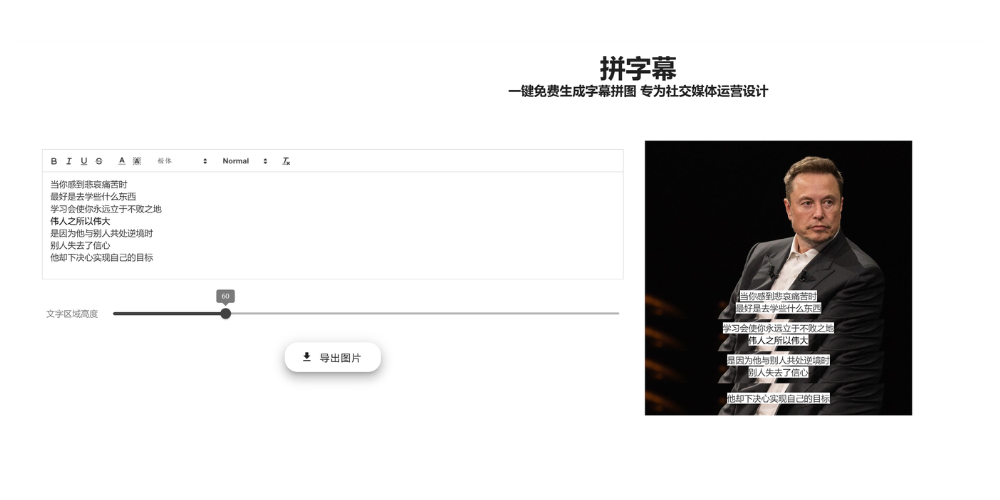 拼字幕
一键免费生成字幕拼图 专为社交媒体运营设计
B I U S A A 粉体 Normal Tx
当你感到悲哀痛苦时
最好是去学些什么东西
学习会使你永远立于不败之地
伟人之所以伟大
是因为他与别人共处逆境时
别人失去了信心
他却下决心实现自己的目标
60
文字区域高度
导出图片
当你感到悲哀痛苦时
最好是去学些什么东西
学习会使你永远立于不败之地
伟人之所以伟大
是因为他与别人共处逆境时
别人失去了信心
他却下决心实现自己的目标